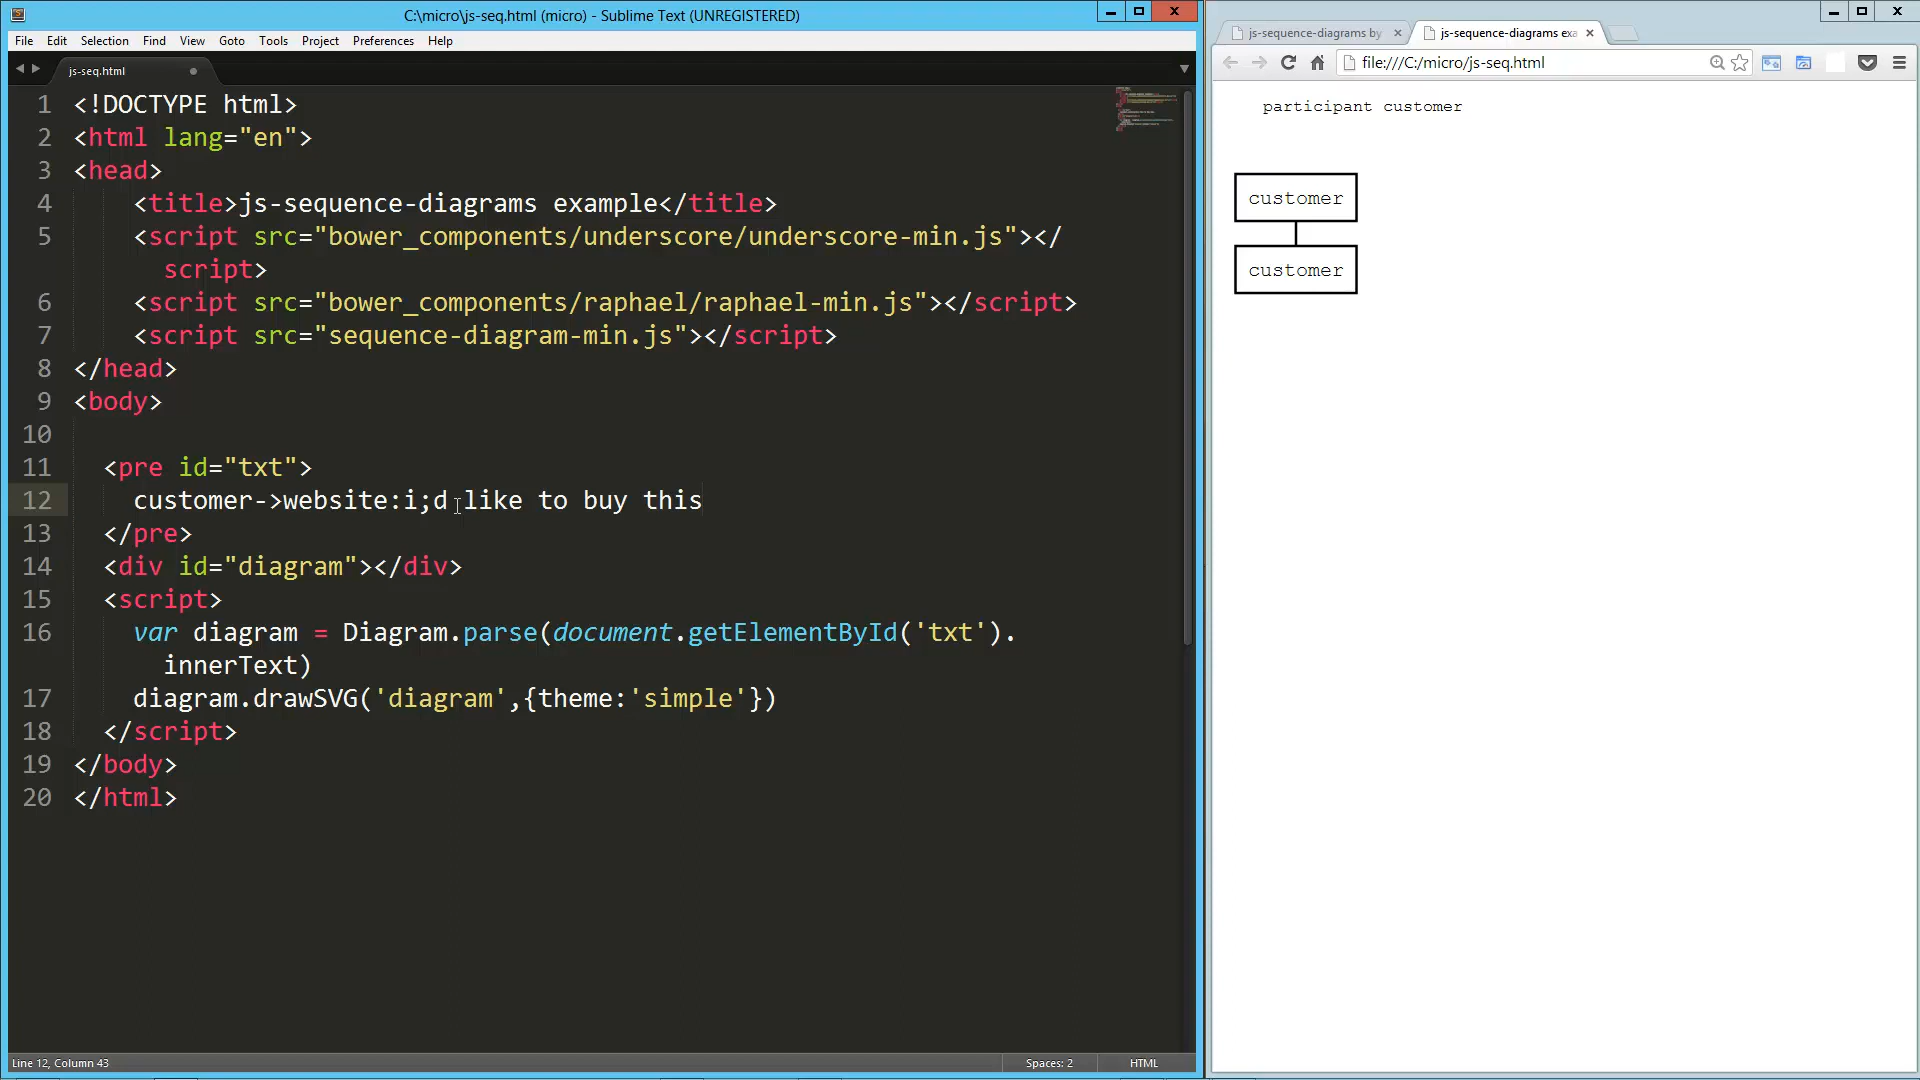 C:\micro\js-seq.html (micro) - Sublime Text (UNREGISTERED)
File Edit Selection Find View Goto Tools Project Preferences Help
js-seq.html
1 <!DOCTYPE html>
2 <html lang="en">
3 <head>
4 <title>js-sequence-diagrams example</title>
5 <script src="bower_components/underscore/underscore-min.js"></
script>
6 <script src="bower_components/raphael/raphael-min.js"></script>
7 <script src="sequence-diagram-min.js"></script>
8 </head>
9 <body>
10
11 <pre id="txt">
12 customer->website:i;d like to buy this
13 </pre>
14 <div id="diagram"></div>
15 <script>
16 var diagram = Diagram.parse(document.getElementById('txt').
innerText)
17 diagram.drawSVG('diagram',{theme:'simple'})
18 </script>
19 </body>
20 </html>
Line 12, Column 43
Spaces: 2
HTML
js-sequence-diagrams by
js-sequence-diagrams exa
file:///C:/micro/js-seq.html
participant customer
customer
customer